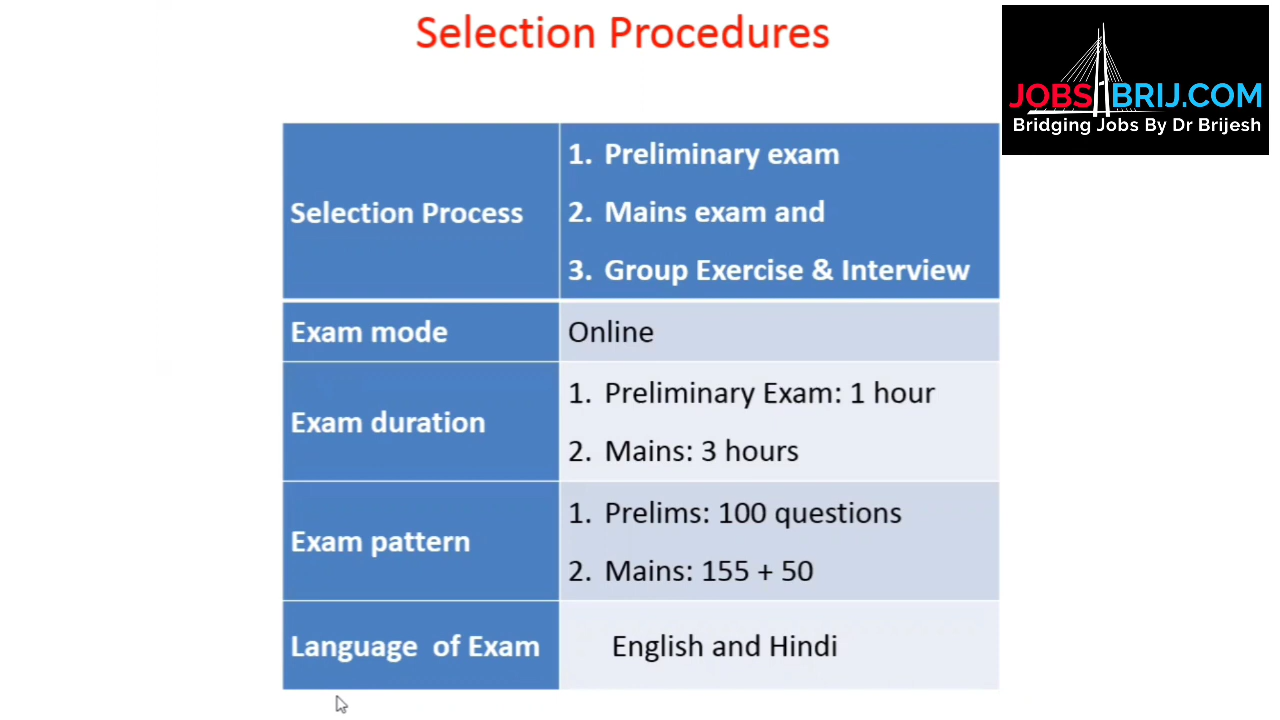 Selection Procedures
JOBS BRIJ.COM
Bridging Jobs By Dr Brijesh
Selection Process
1. Preliminary exam
2. Mains exam and
3. Group Exercise & Interview
Exam mode
Online
Exam duration
1. Preliminary Exam: 1 hour
2. Mains: 3 hours
Exam pattern
1. Prelims: 100 questions
2. Mains: 155 + 50
Language of Exam
English and Hindi